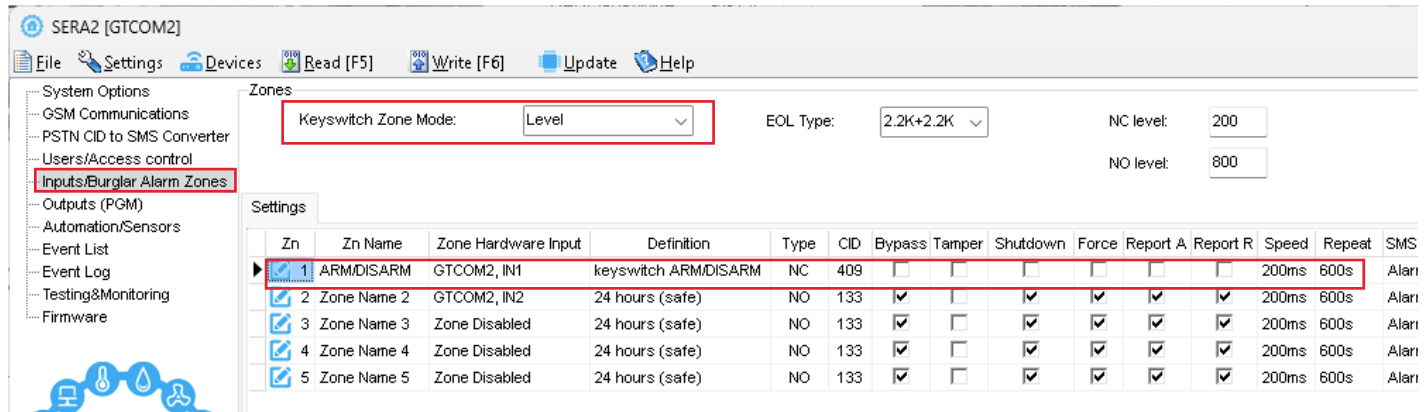 SERA2 [GTCOM2]
File Settings Devices Read [F5] Write [F6] Update Help
System Options
GSM Communications
PSTN CID to SMS Converter
Users/Access control
Inputs/Burglar Alarm Zones
Outputs (PGM)
Automation/Sensors
Event List
Event Log
Testing&Monitoring
Firmware
Zones
Keyswitch Zone Mode: Level EOL Type: 2.2K+2.2K NC level: 200
NO level: 800
Settings
Zn Zn Name Zone Hardware Input Definition Type CID Bypass Tamper Shutdown Force Report A Report R Speed Repeat SMS
1 ARM/DISARM GTCOM2, IN1 keyswitch ARM/DISARM NC 409 200ms 600s Alarr
2 Zone Name 2 GTCOM2, IN2 24 hours (safe) NO 133 200ms 600s Alarr
3 Zone Name 3 Zone Disabled 24 hours (safe) NO 133 200ms 600s Alarr
4 Zone Name 4 Zone Disabled 24 hours (safe) NO 133 200ms 600s Alarr
5 Zone Name 5 Zone Disabled 24 hours (safe) NO 133 200ms 600s Alarr